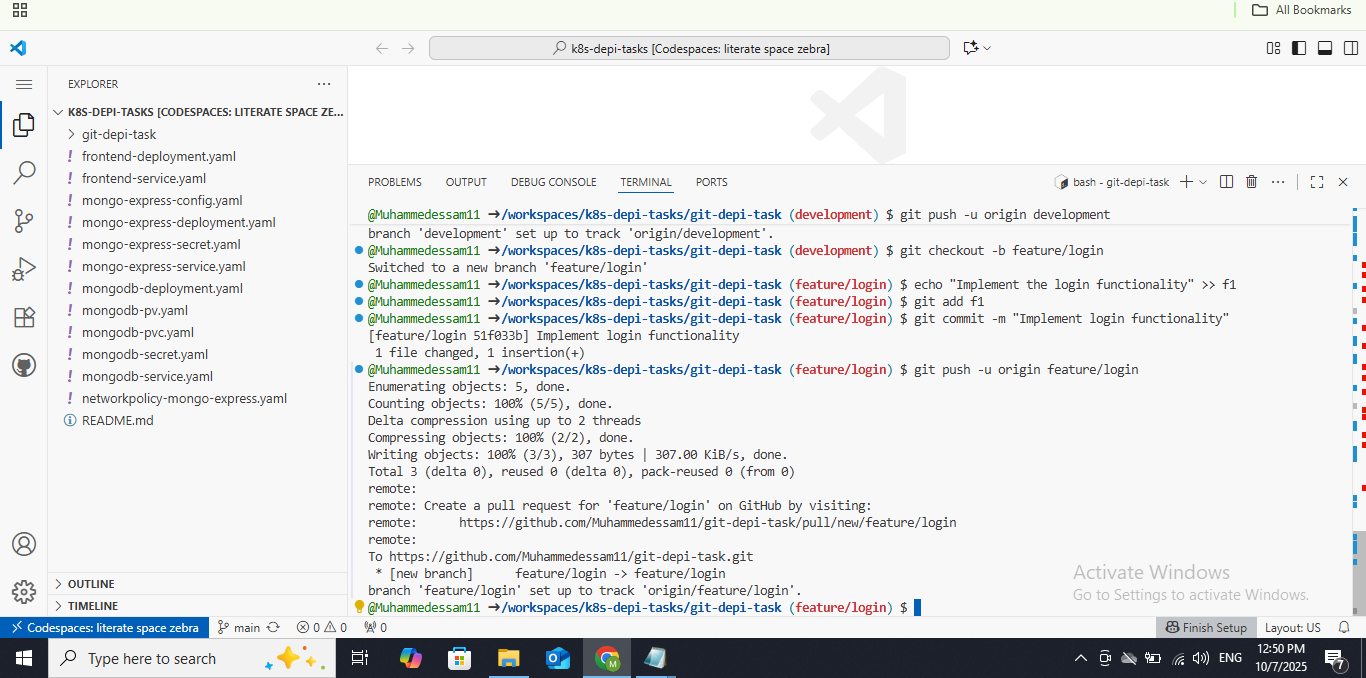 All Bookmarks
k8s-depi-tasks [Codespaces: literate space zebra]
EXPLORER
K8S-DEPI-TASKS [CODESPACES: LITERATE SPACE ZE...
git-depi-task
! frontend-deployment.yaml
! frontend-service.yaml
! mongo-express-config.yaml
! mongo-express-deployment.yaml
! mongo-express-secret.yaml
! mongo-express-service.yaml
! mongodb-deployment.yaml
! mongodb-pv.yaml
! mongodb-pvc.yaml
! mongodb-secret.yaml
! mongodb-service.yaml
! networkpolicy-mongo-express.yaml
README.md
OUTLINE
TIMELINE
PROBLEMS OUTPUT DEBUG CONSOLE TERMINAL PORTS
bash - git-depi-task
@Muhammedessam11 ➜/workspaces/k8s-depi-tasks/git-depi-task (development) $ git push -u origin development
branch 'development' set up to track 'origin/development'.
@Muhammedessam11 ➜/workspaces/k8s-depi-tasks/git-depi-task (development) $ git checkout -b feature/login
Switched to a new branch 'feature/login'
@Muhammedessam11 ➜/workspaces/k8s-depi-tasks/git-depi-task (feature/login) $ echo "Implement the login functionality" >> f1
@Muhammedessam11 ➜/workspaces/k8s-depi-tasks/git-depi-task (feature/login) $ git add f1
@Muhammedessam11 ➜/workspaces/k8s-depi-tasks/git-depi-task (feature/login) $ git commit -m "Implement login functionality"
[feature/login 51f033b] Implement login functionality
1 file changed, 1 insertion(+)
@Muhammedessam11 ➜/workspaces/k8s-depi-tasks/git-depi-task (feature/login) $ git push -u origin feature/login
Enumerating objects: 5, done.
Counting objects: 100% (5/5), done.
Delta compression using up to 2 threads
Compressing objects: 100% (2/2), done.
Writing objects: 100% (3/3), 307 bytes | 307.00 KiB/s, done.
Total 3 (delta 0), reused 0 (delta 0), pack-reused 0 (from 0)
remote:
remote: Create a pull request for 'feature/login' on GitHub by visiting:
remote:      https://github.com/Muhammedessam11/git-depi-task/pull/new/feature/login
remote:
To https://github.com/Muhammedessam11/git-depi-task.git
* [new branch]      feature/login -> feature/login
branch 'feature/login' set up to track 'origin/feature/login'.
@Muhammedessam11 ➜/workspaces/k8s-depi-tasks/git-depi-task (feature/login) $
Activate Windows
Go to Settings to activate Windows.
Codespaces: literate space zebra main 0 0 0 Finish Setup Layout: US
Type here to search
ENG
12:50 PM
10/7/2025
7